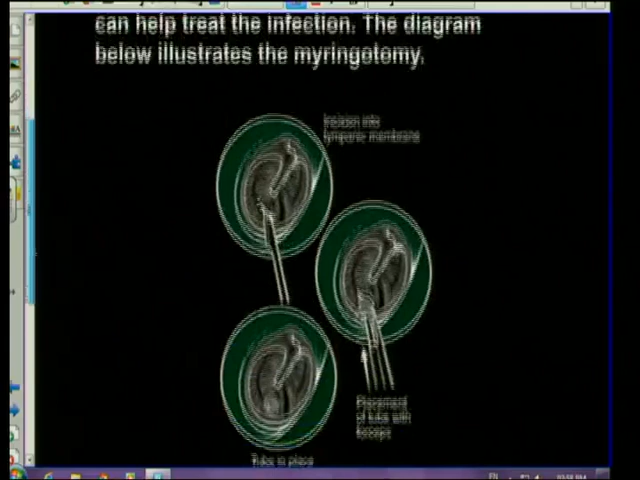 can help treat the infection. The diagram
below illustrates the myringotomy.
Incision into
tympanic membrane
Placement
of tube with
forceps
Tube in place
EN